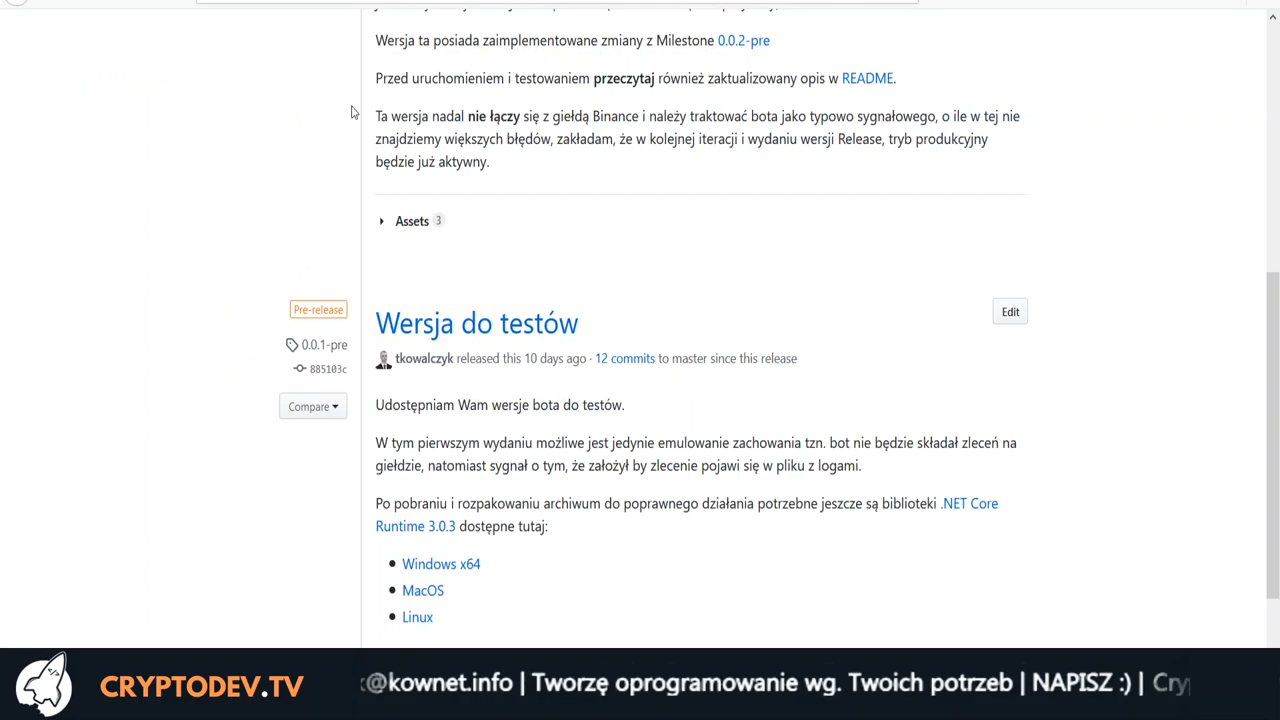 Wersja ta posiada zaimplementowane zmiany z Milestone 0.0.2-pre
Przed uruchomieniem i testowaniem przeczytaj również zaktualizowany opis w README.
Ta wersja nadal nie łączy się z giełdą Binance i należy traktować bota jako typowo sygnałowego, o ile w tej nie
znajdziemy większych błędów, zakładam, że w kolejnej iteracji i wydaniu wersji Release, tryb produkcyjny
będzie już aktywny.
Assets 3
Pre-release
0.0.1-pre
885103c
Compare
Wersja do testów
Edit
tkowalczyk released this 10 days ago · 12 commits to master since this release
Udostępniam Wam wersje bota do testów.
W tym pierwszym wydaniu możliwe jest jedynie emulowanie zachowania tzn. bot nie będzie składał zleceń na
giełdzie, natomiast sygnał o tym, że założył by zlecenie pojawi się w pliku z logami.
Po pobraniu i rozpakowaniu archiwum do poprawnego działania potrzebne jeszcze są biblioteki .NET Core
Runtime 3.0.3 dostępne tutaj:
Windows x64
MacOS
Linux
CRYPTODEV.TV
@kownet.info | Tworzę oprogramowanie wg. Twoich potrzeb | NAPISZ :) | Cry